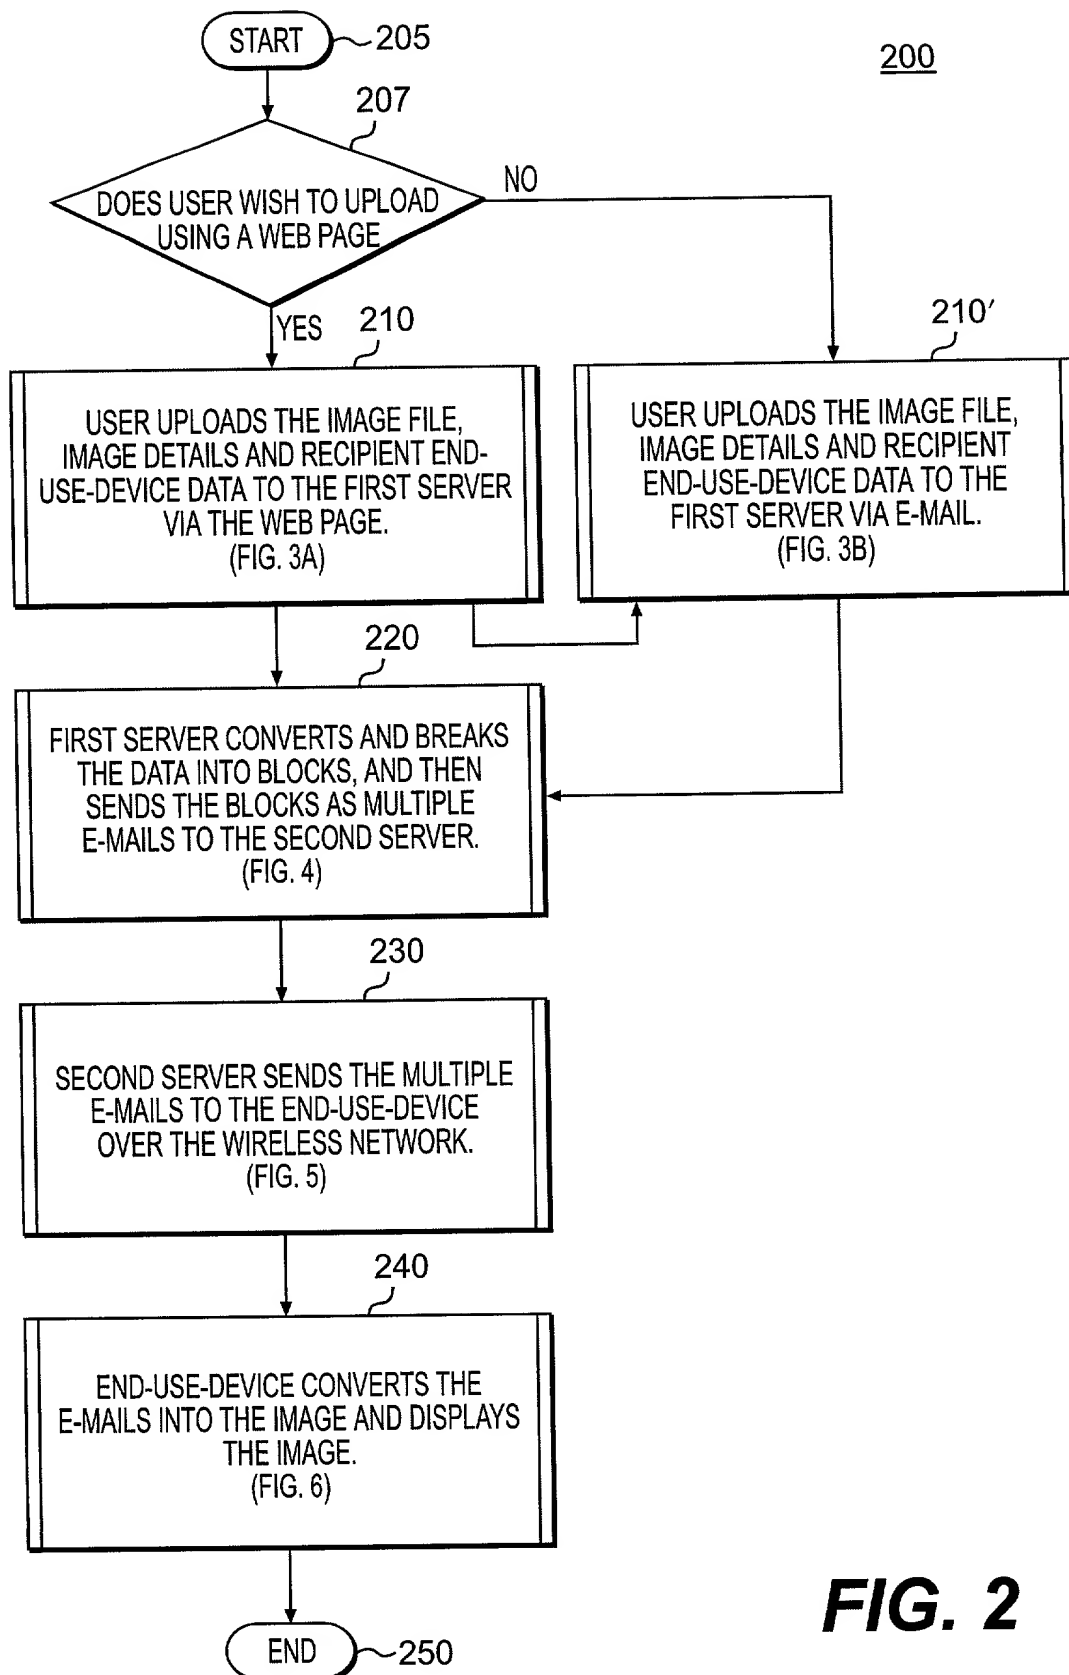 START
205
200
207
DOES USER WISH TO UPLOAD
USING A WEB PAGE
NO
YES
210
USER UPLOADS THE IMAGE FILE,
IMAGE DETAILS AND RECIPIENT END-
USE-DEVICE DATA TO THE FIRST SERVER
VIA THE WEB PAGE.
(FIG. 3A)
210′
USER UPLOADS THE IMAGE FILE,
IMAGE DETAILS AND RECIPIENT
END-USE-DEVICE DATA TO THE
FIRST SERVER VIA E-MAIL.
(FIG. 3B)
220
FIRST SERVER CONVERTS AND BREAKS
THE DATA INTO BLOCKS, AND THEN
SENDS THE BLOCKS AS MULTIPLE
E-MAILS TO THE SECOND SERVER.
(FIG. 4)
230
SECOND SERVER SENDS THE MULTIPLE
E-MAILS TO THE END-USE-DEVICE
OVER THE WIRELESS NETWORK.
(FIG. 5)
240
END-USE-DEVICE CONVERTS THE
E-MAILS INTO THE IMAGE AND DISPLAYS
THE IMAGE.
(FIG. 6)
END
250
FIG. 2